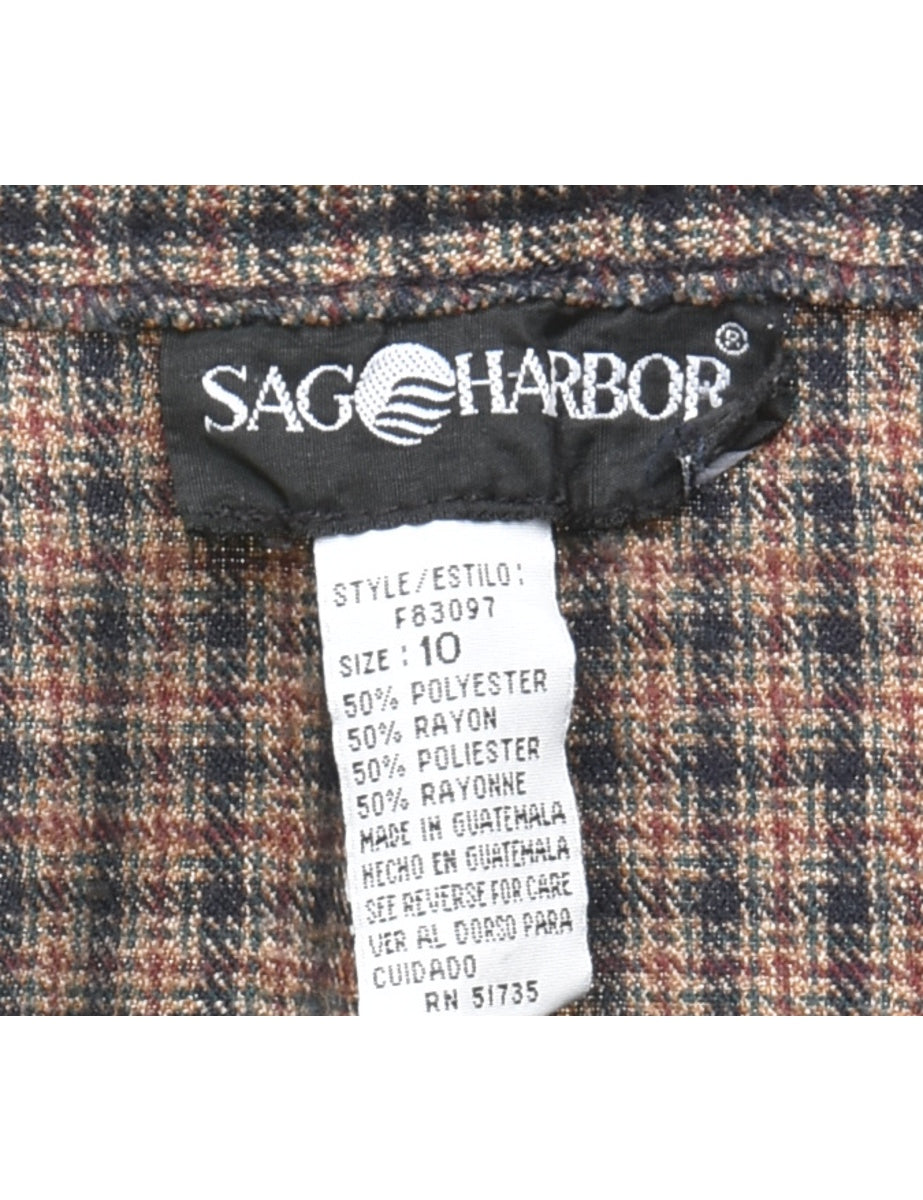 SAG HARBOR®
STYLE/ESTILO:
F83097
SIZE: 10
50% POLYESTER
50% RAYON
50% POLIESTER
50% RAYONNE
MADE IN GUATEMALA
HECHO EN GUATEMALA
SEE REVERSE FOR CARE
VER AL DORSO PARA
CUIDADO
RN 51735